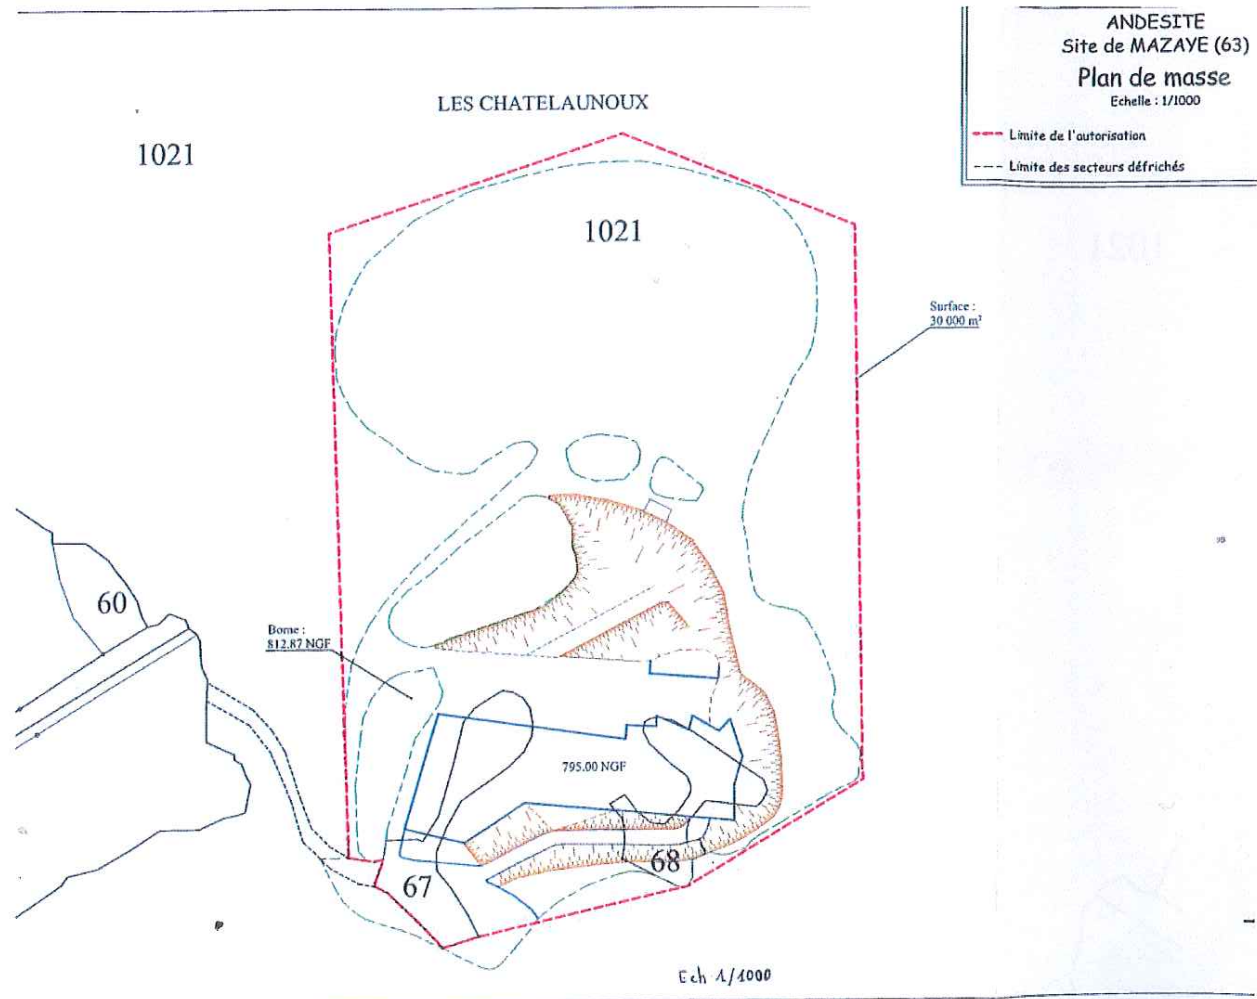 ANDESITE
Site de MAZAYE (63)
Plan de masse
Echelle : 1/1000
Limite de l'autorisation
Limite des secteurs défrichés
LES CHATELAUNOUX
1021
1021
Surface :
30 000 m²
60
Borne :
812.87 NGF
795.00 NGF
67
68
Ech 1/1000